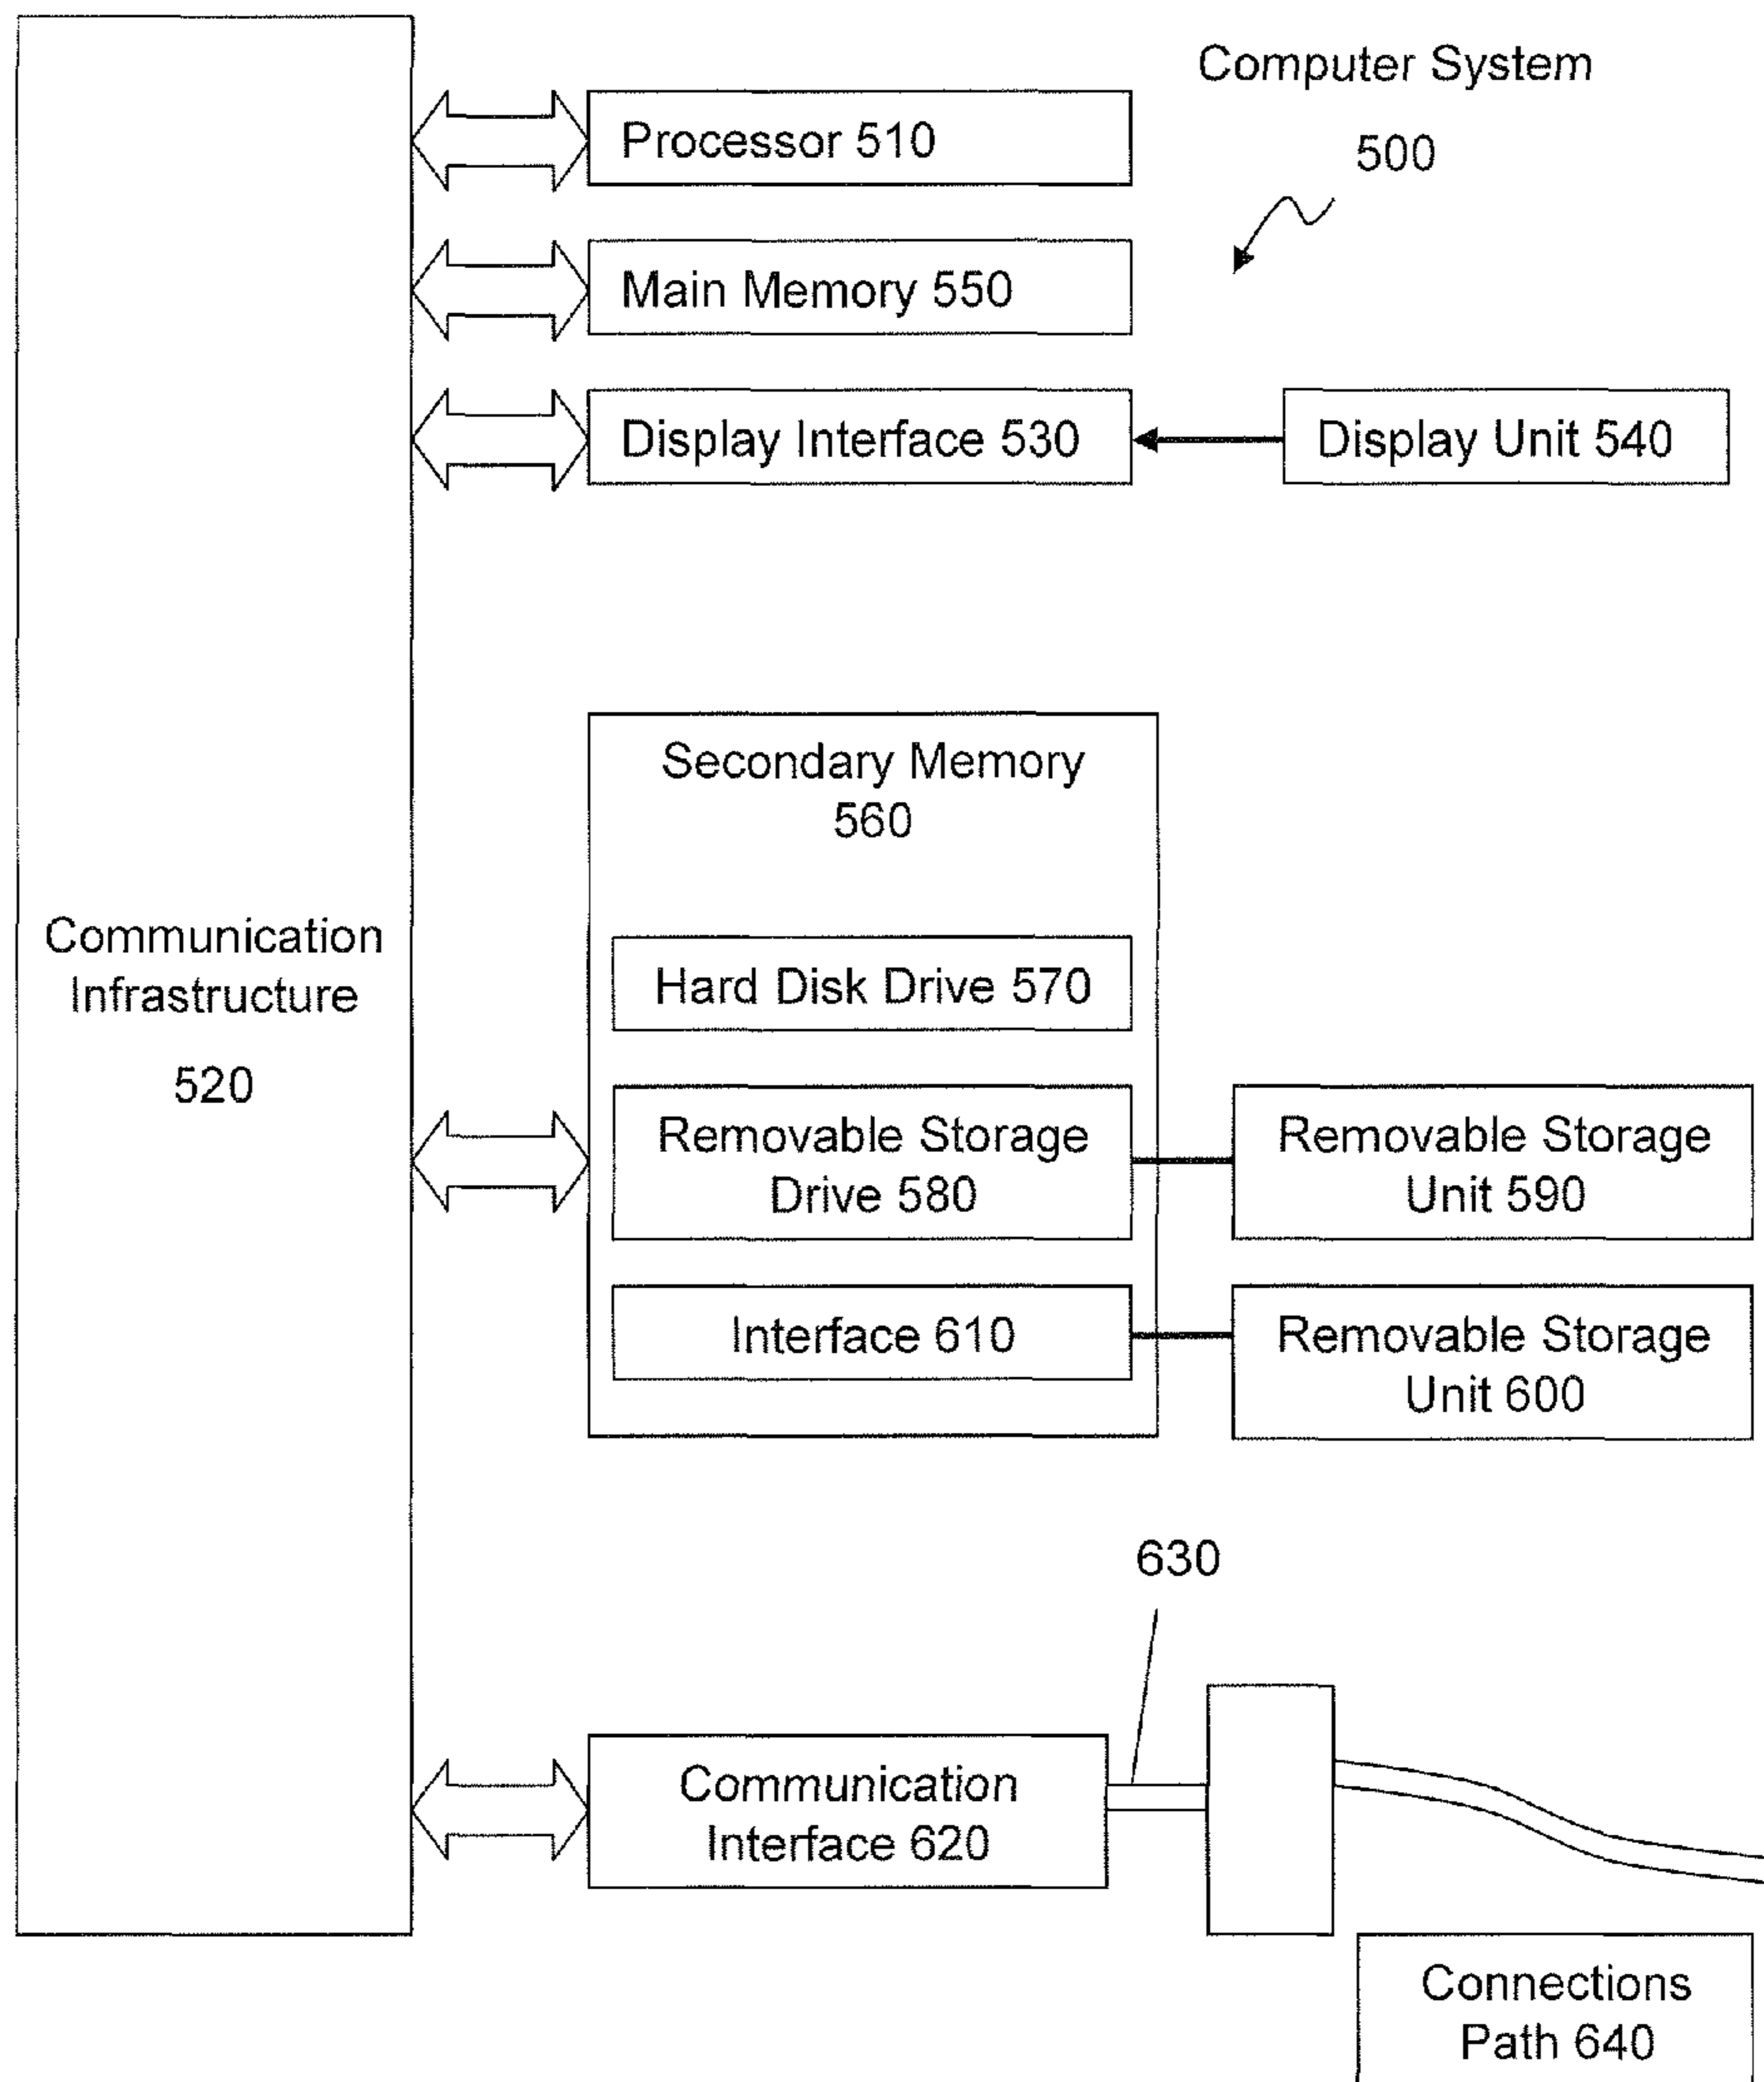 Computer System
500
Processor 510
Main Memory 550
Display Interface 530
Display Unit 540
Secondary Memory
560
Communication
Infrastructure
520
Hard Disk Drive 570
Removable Storage
Drive 580
Removable Storage
Unit 590
Interface 610
Removable Storage
Unit 600
630
Communication
Interface 620
Connections
Path 640